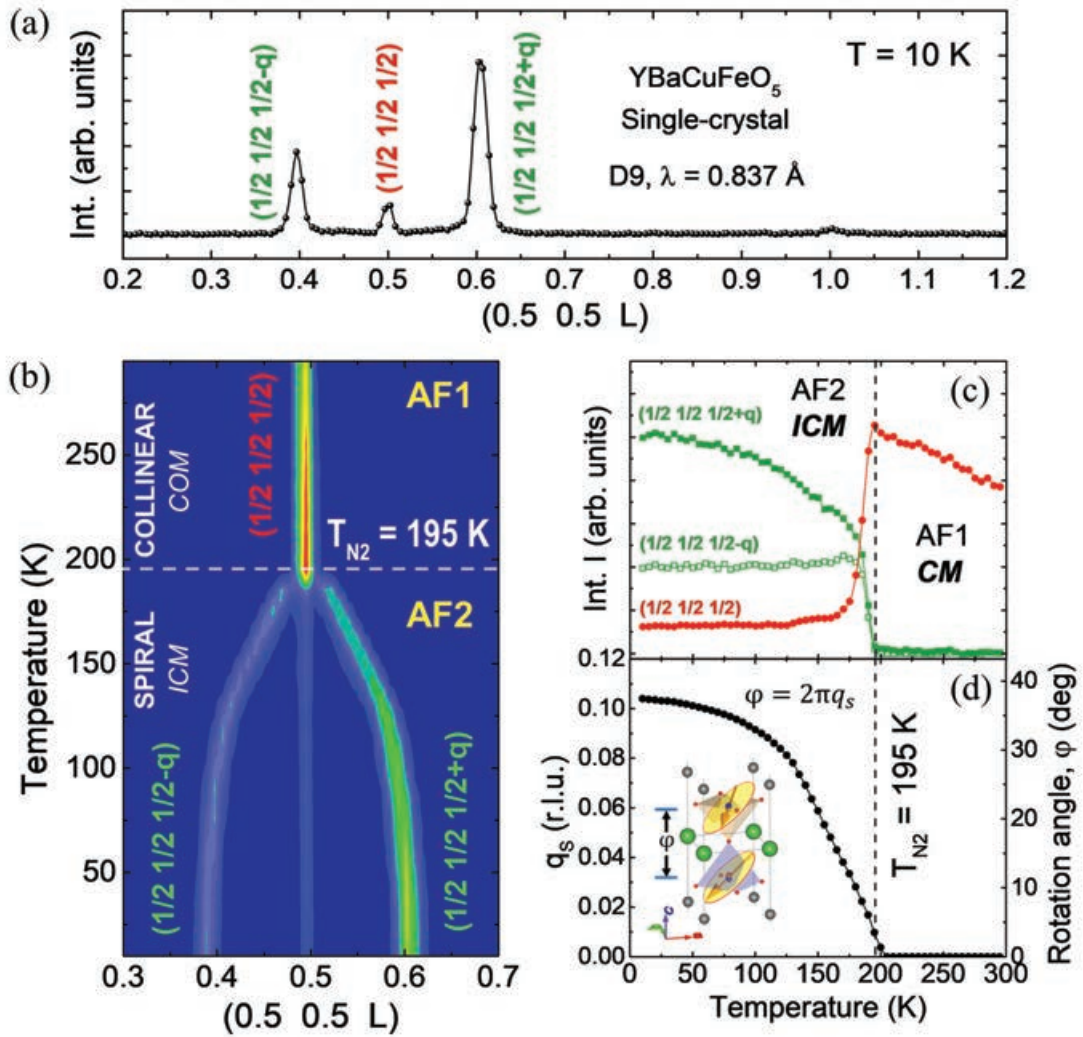 (a)
Int. (arb. units)
(1/2 1/2 1/2-q)
(1/2 1/2 1/2)
(1/2 1/2 1/2+q)
YBaCuFeO₅
Single-crystal
D9, λ = 0.837 Å
T = 10 K
0.2 0.3 0.4 0.5 0.6 0.7 0.8 0.9 1.0 1.1 1.2
(0.5 0.5 L)
(b)
Temperature (K)
250
200
150
100
50
COLLINEAR
COM
(1/2 1/2 1/2)
AF1
T_N2 = 195 K
AF2
SPIRAL
ICM
(1/2 1/2 1/2-q)
(1/2 1/2 1/2+q)
0.3 0.4 0.5 0.6 0.7
(0.5 0.5 L)
(c)
Int. I (arb. units)
(1/2 1/2 1/2+q)
AF2
ICM
(1/2 1/2 1/2-q)
(1/2 1/2 1/2)
AF1
CM
(d)
q_s (r.l.u.)
0.12
0.10
0.08
0.06
0.04
0.02
0.00
φ = 2πq_s
φ
T_N2 = 195 K
40
30
20
10
0
Rotation angle, φ (deg)
0 50 100 150 200 250 300
Temperature (K)